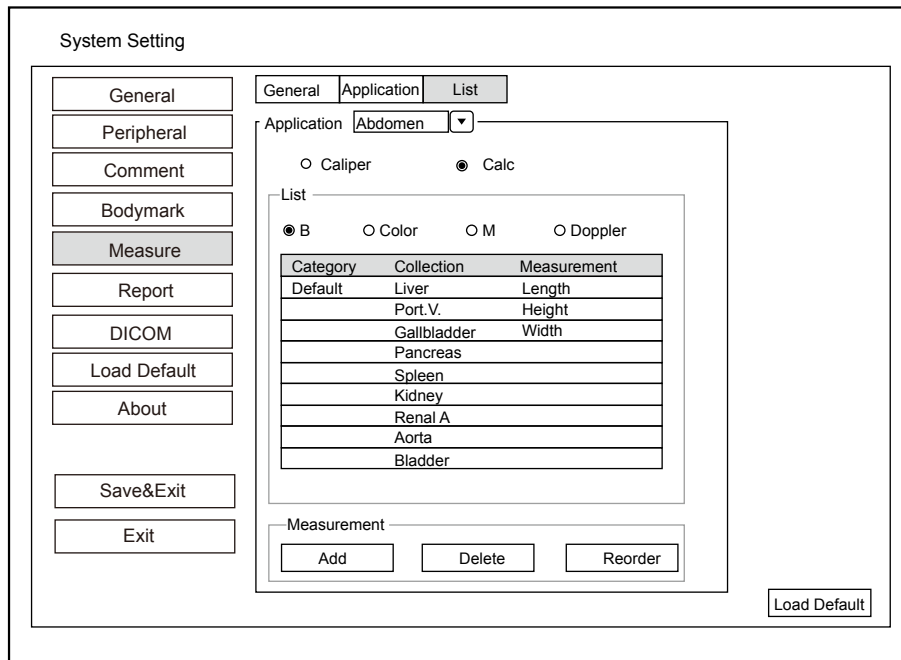 System Setting
General
Peripheral
Comment
Bodymark
Measure
Report
DICOM
Load Default
About
Save&Exit
Exit
General Application List
Application Abdomen
Caliper Calc
List
B Color M Doppler
Category Collection Measurement
Default Liver Length
Port.V. Height
Gallbladder Width
Pancreas
Spleen
Kidney
Renal A
Aorta
Bladder
Measurement
Add Delete Reorder
Load Default